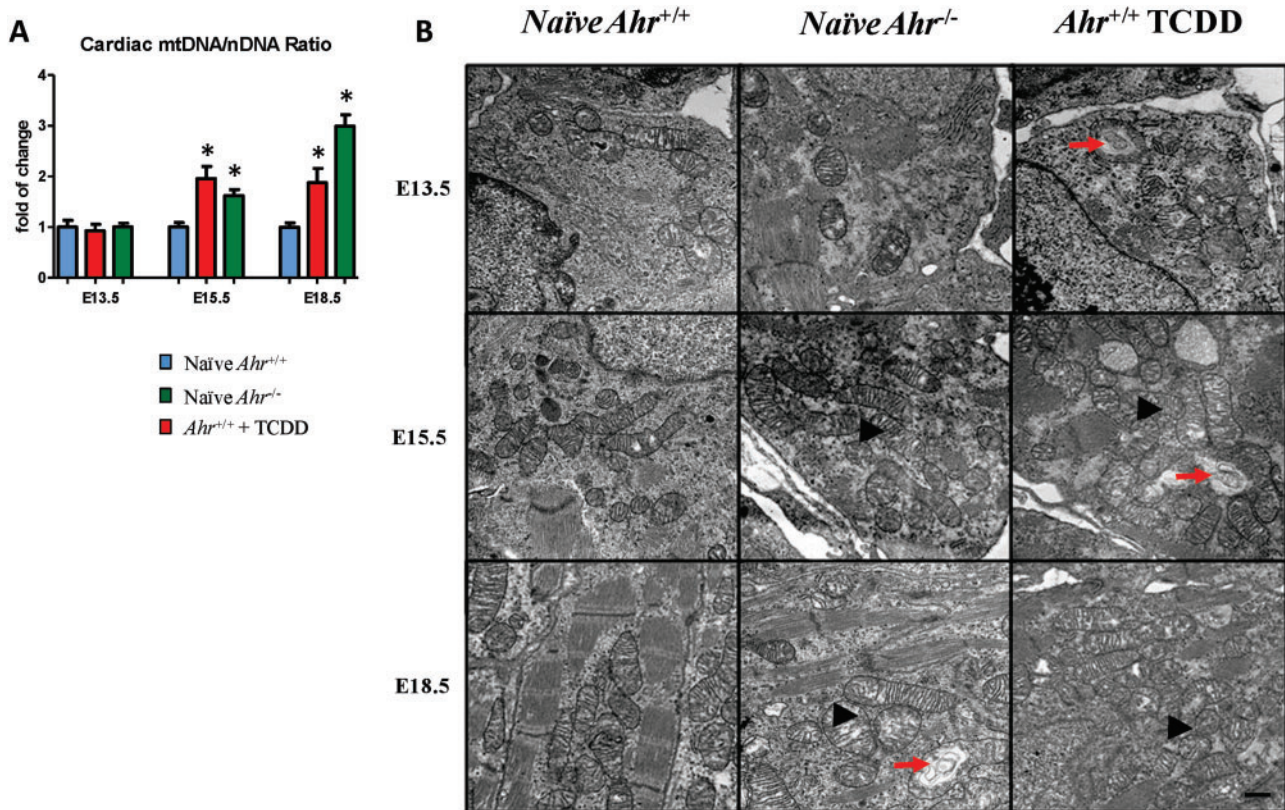 A
Cardiac mtDNA/nDNA Ratio
fold of change
4
3
2
1
0
*
*
*
*
E13.5
E15.5
E18.5
Naïve Ahr+/+
Naïve Ahr-/-
Ahr+/+ + TCDD
B
Naïve Ahr+/+
Naïve Ahr-/-
Ahr+/+ TCDD
E13.5
E15.5
E18.5